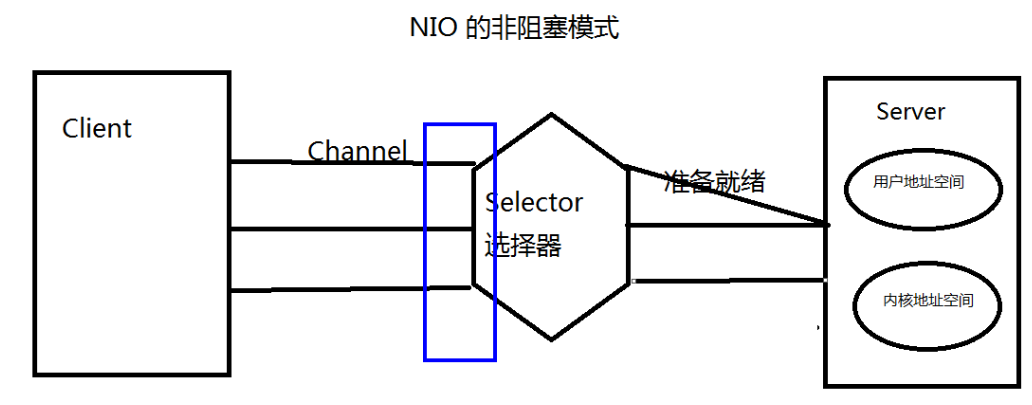 NIO 的非阻塞模式
Client
Channel
Selector
选择器
准备就绪
Server
用户地址空间
内核地址空间